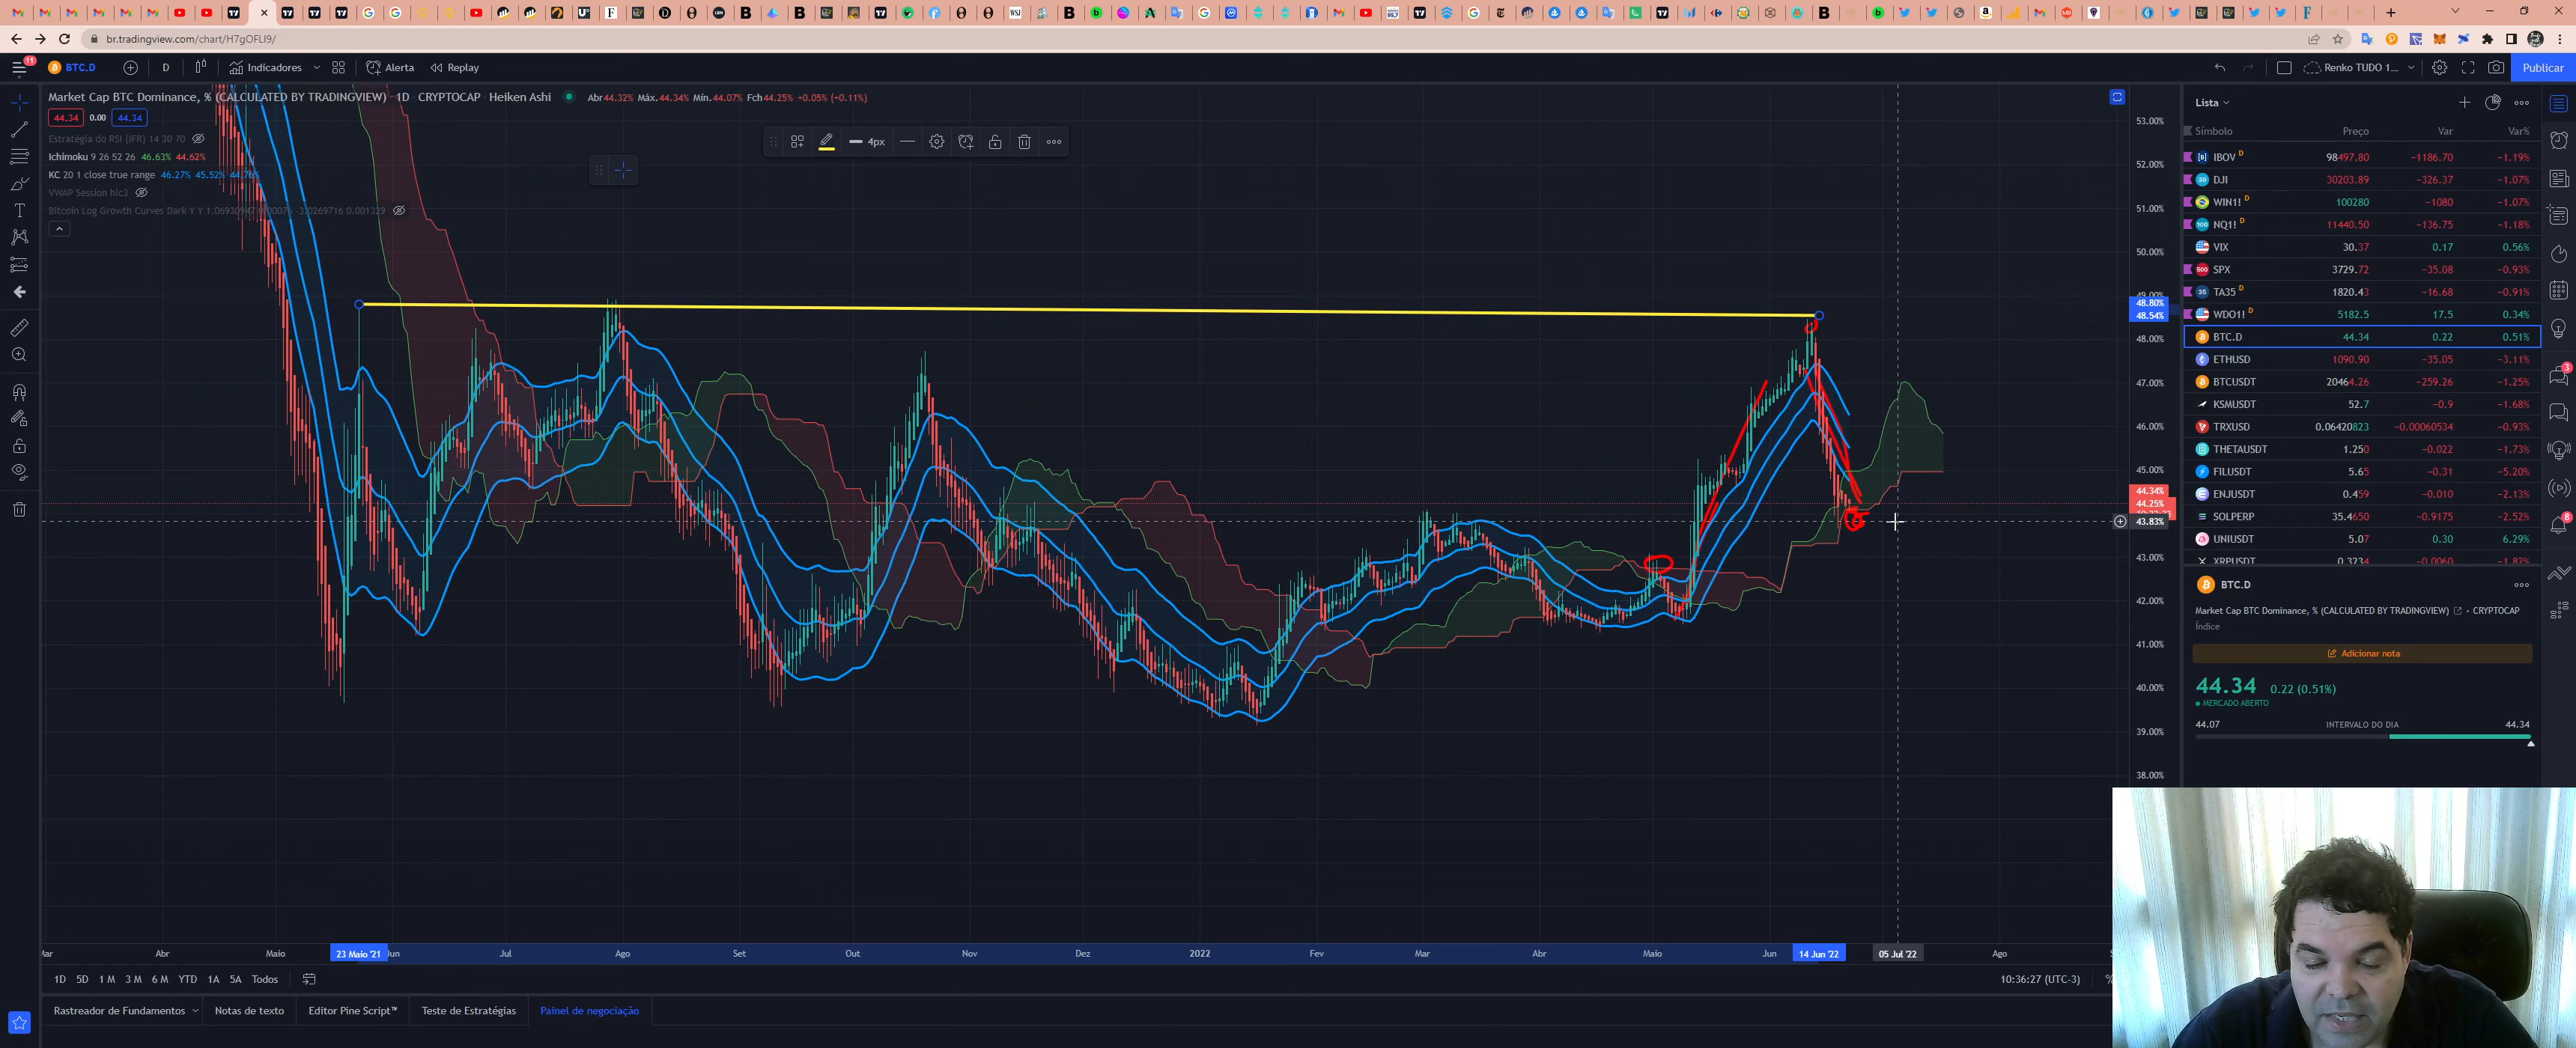 br.tradingview.com/chart/H7gOFLI9/
11
BTC.D
D
Indicadores
Alerta
Replay
Renko TUDO 1...
Publicar
Market Cap BTC Dominance, % (CALCULATED BY TRADINGVIEW) 1D CRYPTOCAP Heiken Ashi
Abr44.32% Máx.44.34% Mín.44.07% Fch44.25% +0.05% (+0.11%)
44.34 0.00 44.34
Estratégia do RSI (IFR) 14 30 70
Ichimoku 9 26 52 26 46.63% 44.62%
KC 20 1 close true range 46.27% 45.52%
VWAP Session hlc3
4px
53.00%
52.00%
51.00%
50.00%
48.80%
48.54%
48.00%
47.00%
46.00%
45.00%
44.34%
44.25%
43.83%
43.00%
42.00%
41.00%
40.00%
39.00%
38.00%
Abr Maio 23 Maio '21 Jul Ago Set Out Nov Dez 2022 Fev Mar Abr Maio Jun 14 Jun '22 05 Jul '22 Ago
1D 5D 1 M 3 M 6 M YTD 1A 5A Todos
10:36:27 (UTC-3)
Rastreador de Fundamentos Notas de texto Editor Pine Script™ Teste de Estratégias Painel de negociação
Lista
Símbolo Preço Var Var%
IBOV D 98497.80 −1186.70 −1.19%
DJI 30203.89 −326.37 −1.07%
WIN1! D 100280 −1080 −1.07%
NQ1! D 11440.50 −136.75 −1.18%
VIX 30.37 0.17 0.56%
SPX 3729.72 −35.08 −0.93%
TA35 D 1820.43 −16.68 −0.91%
WDO1! D 5182.5 17.5 0.34%
BTC.D 44.34 0.22 0.51%
ETHUSD 1090.90 −35.05 −3.11%
BTCUSDT 20464.26 −259.26 −1.25%
KSMUSDT 52.7 −0.9 −1.68%
TRXUSD 0.06420823 −0.00060534 −0.93%
THETAUSDT 1.250 −0.022 −1.73%
FILUSDT 5.65 −0.31 −5.20%
ENJUSDT 0.459 −0.010 −2.13%
SOLPERP 35.4650 −0.9175 −2.52%
UNIUSDT 5.07 0.30 6.29%
XRPUSDT 0.3234 −0.0060 −1.82%
BTC.D
Market Cap BTC Dominance, % (CALCULATED BY TRADINGVIEW) • CRYPTOCAP
Índice
Adicionar nota
44.34 0.22 (0.51%)
MERCADO ABERTO
44.07 INTERVALO DO DIA 44.34
3
8